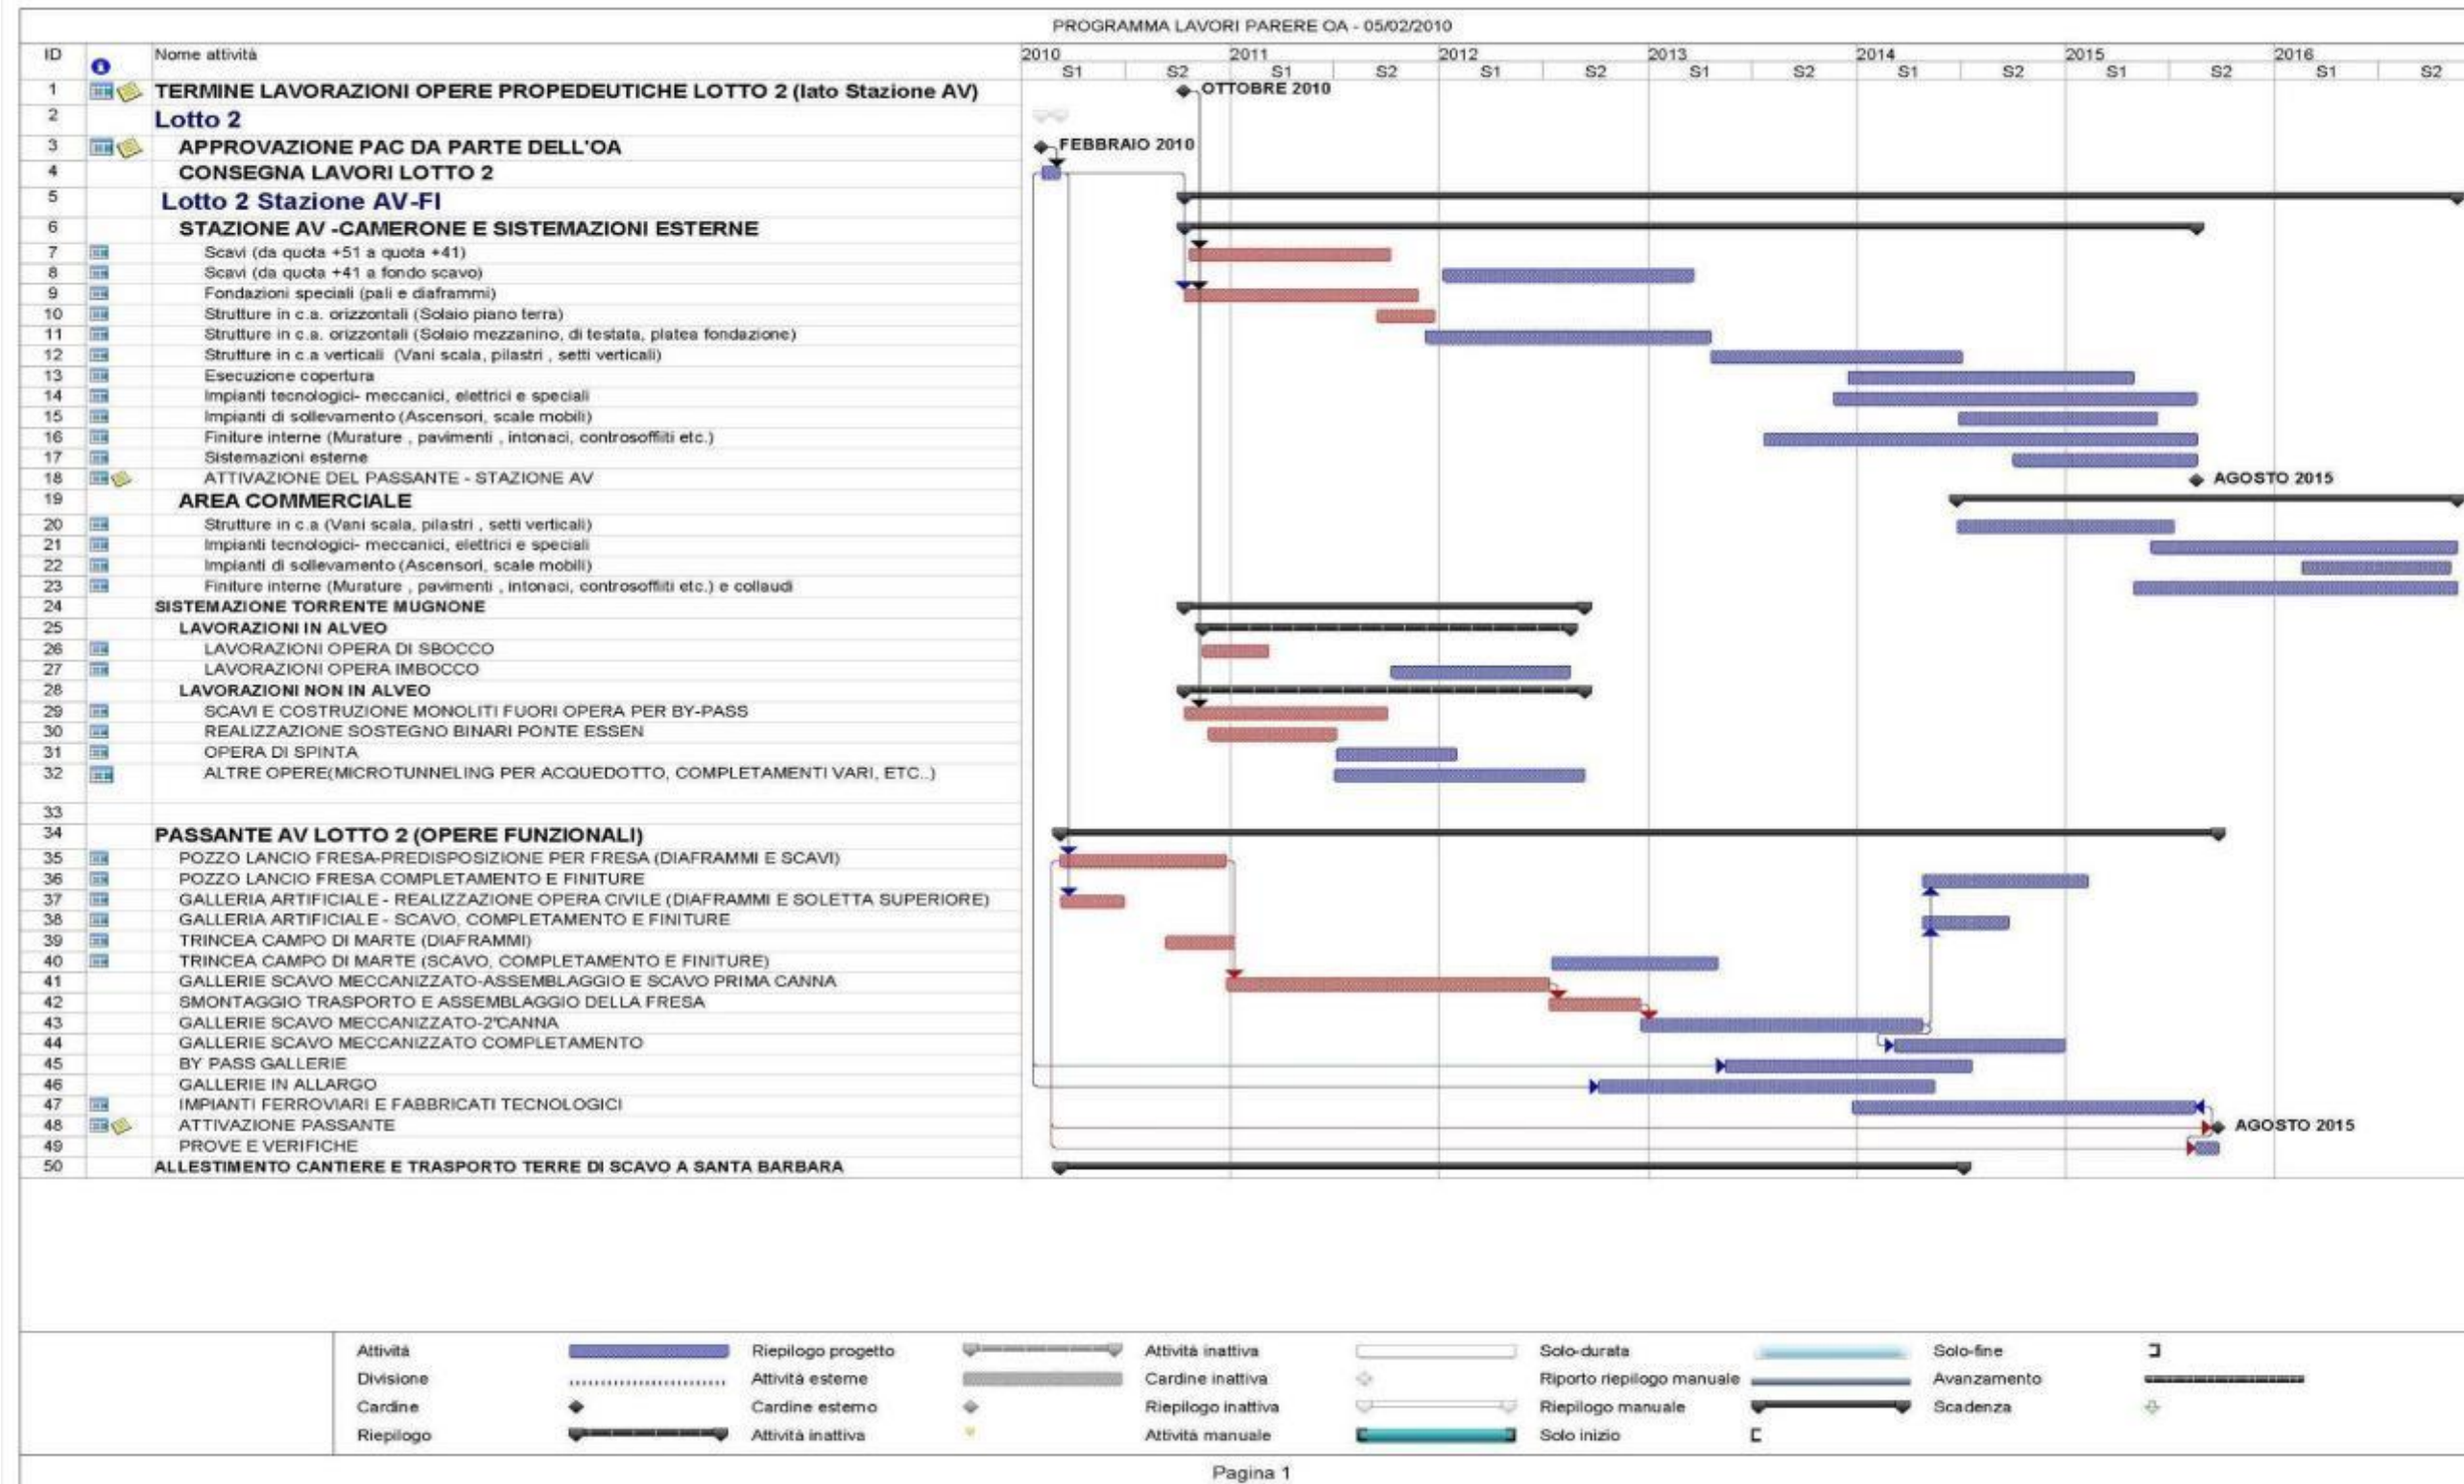 PROGRAMMA LAVORI PARERE OA - 05/02/2010
ID Nome attività 2010 2011 2012 2013 2014 2015 2016
S1 S2 S1 S2 S1 S2 S1 S2 S1 S2 S1 S2 S1 S2
1 TERMINE LAVORAZIONI OPERE PROPEDEUTICHE LOTTO 2 (lato Stazione AV) OTTOBRE 2010
2 Lotto 2
3 APPROVAZIONE PAC DA PARTE DELL'OA FEBBRAIO 2010
4 CONSEGNA LAVORI LOTTO 2
5 Lotto 2 Stazione AV-FI
6 STAZIONE AV -CAMERONE E SISTEMAZIONI ESTERNE
7 Scavi (da quota +51 a quota +41)
8 Scavi (da quota +41 a fondo scavo)
9 Fondazioni speciali (pali e diaframmi)
10 Strutture in c.a. orizzontali (Solaio piano terra)
11 Strutture in c.a. orizzontali (Solaio mezzanino, di testata, platea fondazione)
12 Strutture in c.a verticali (Vani scala, pilastri , setti verticali)
13 Esecuzione copertura
14 Impianti tecnologici- meccanici, elettrici e speciali
15 Impianti di sollevamento (Ascensori, scale mobili)
16 Finiture interne (Murature , pavimenti , intonaci, controsoffiiti etc.)
17 Sistemazioni esterne
18 ATTIVAZIONE DEL PASSANTE - STAZIONE AV AGOSTO 2015
19 AREA COMMERCIALE
20 Strutture in c.a (Vani scala, pilastri , setti verticali)
21 Impianti tecnologici- meccanici, elettrici e speciali
22 Impianti di sollevamento (Ascensori, scale mobili)
23 Finiture interne (Murature , pavimenti , intonaci, controsoffiiti etc.) e collaudi
24 SISTEMAZIONE TORRENTE MUGNONE
25 LAVORAZIONI IN ALVEO
26 LAVORAZIONI OPERA DI SBOCCO
27 LAVORAZIONI OPERA IMBOCCO
28 LAVORAZIONI NON IN ALVEO
29 SCAVI E COSTRUZIONE MONOLITI FUORI OPERA PER BY-PASS
30 REALIZZAZIONE SOSTEGNO BINARI PONTE ESSEN
31 OPERA DI SPINTA
32 ALTRE OPERE(MICROTUNNELING PER ACQUEDOTTO, COMPLETAMENTI VARI, ETC..)
33
34 PASSANTE AV LOTTO 2 (OPERE FUNZIONALI)
35 POZZO LANCIO FRESA-PREDISPOSIZIONE PER FRESA (DIAFRAMMI E SCAVI)
36 POZZO LANCIO FRESA COMPLETAMENTO E FINITURE
37 GALLERIA ARTIFICIALE - REALIZZAZIONE OPERA CIVILE (DIAFRAMMI E SOLETTA SUPERIORE)
38 GALLERIA ARTIFICIALE - SCAVO, COMPLETAMENTO E FINITURE
39 TRINCEA CAMPO DI MARTE (DIAFRAMMI)
40 TRINCEA CAMPO DI MARTE (SCAVO, COMPLETAMENTO E FINITURE)
41 GALLERIE SCAVO MECCANIZZATO-ASSEMBLAGGIO E SCAVO PRIMA CANNA
42 SMONTAGGIO TRASPORTO E ASSEMBLAGGIO DELLA FRESA
43 GALLERIE SCAVO MECCANIZZATO-2°CANNA
44 GALLERIE SCAVO MECCANIZZATO COMPLETAMENTO
45 BY PASS GALLERIE
46 GALLERIE IN ALLARGO
47 IMPIANTI FERROVIARI E FABBRICATI TECNOLOGICI
48 ATTIVAZIONE PASSANTE AGOSTO 2015
49 PROVE E VERIFICHE
50 ALLESTIMENTO CANTIERE E TRASPORTO TERRE DI SCAVO A SANTA BARBARA
Attività Riepilogo progetto Attività inattiva Solo-durata Solo-fine
Divisione Attività esterne Cardine inattiva Riporto riepilogo manuale Avanzamento
Cardine Cardine esterno Riepilogo inattiva Riepilogo manuale Scadenza
Riepilogo Attività inattiva Attività manuale Solo inizio
Pagina 1